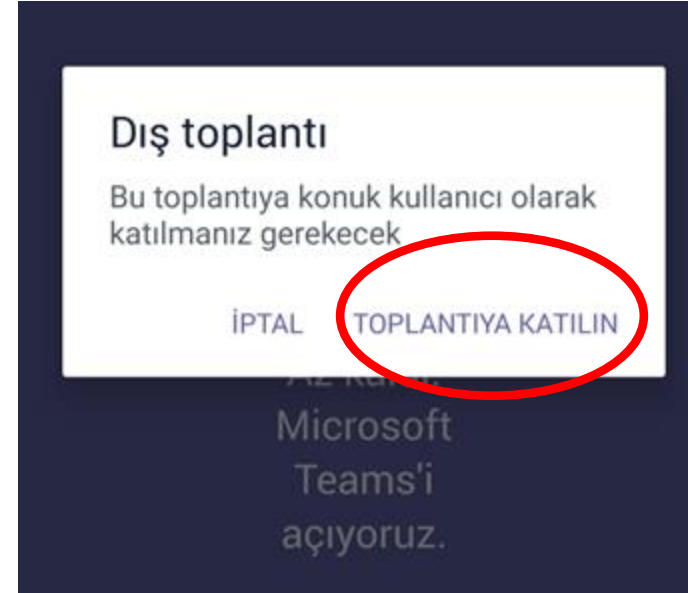 Dış toplantı
Bu toplantıya konuk kullanıcı olarak
katılmanız gerekecek
İPTAL TOPLANTIYA KATILIN
Microsoft
Teams'i
açıyoruz.